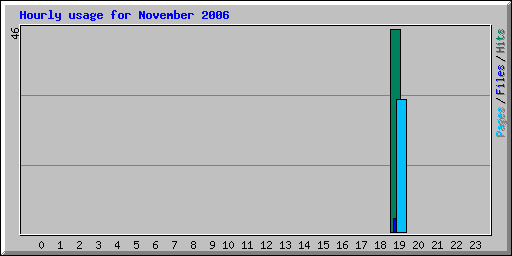 Hourly usage for November 2006
46
Pages/Files/Hits
0 1 2 3 4 5 6 7 8 9 10 11 12 13 14 15 16 17 18 19 20 21 22 23